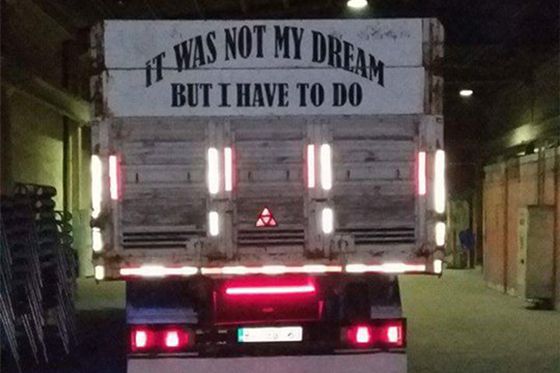 IT WAS NOT MY DREAM
BUT I HAVE TO DO